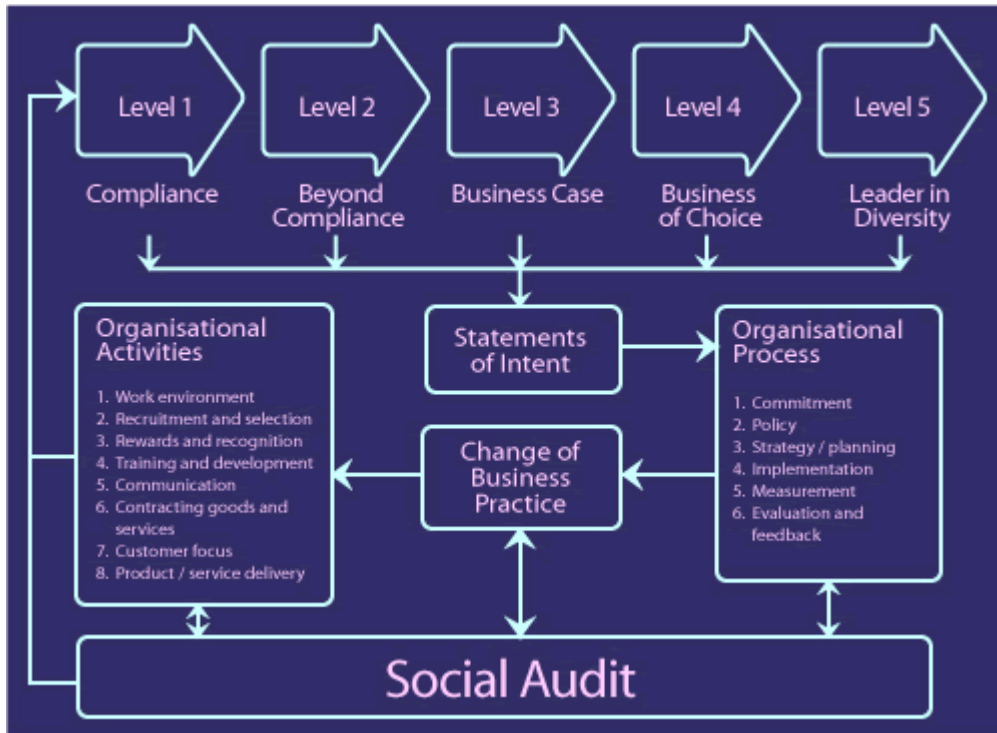 Level 1
Level 2
Level 3
Level 4
Level 5
Compliance
Beyond
Compliance
Business Case
Business
of Choice
Leader in
Diversity
Organisational
Activities
1. Work environment
2. Recruitment and selection
3. Rewards and recognition
4. Training and development
5. Communication
6. Contracting goods and
services
7. Customer focus
8. Product / service delivery
Statements
of Intent
Change of
Business
Practice
Organisational
Process
1. Commitment
2. Policy
3. Strategy / planning
4. Implementation
5. Measurement
6. Evaluation and
feedback
Social Audit